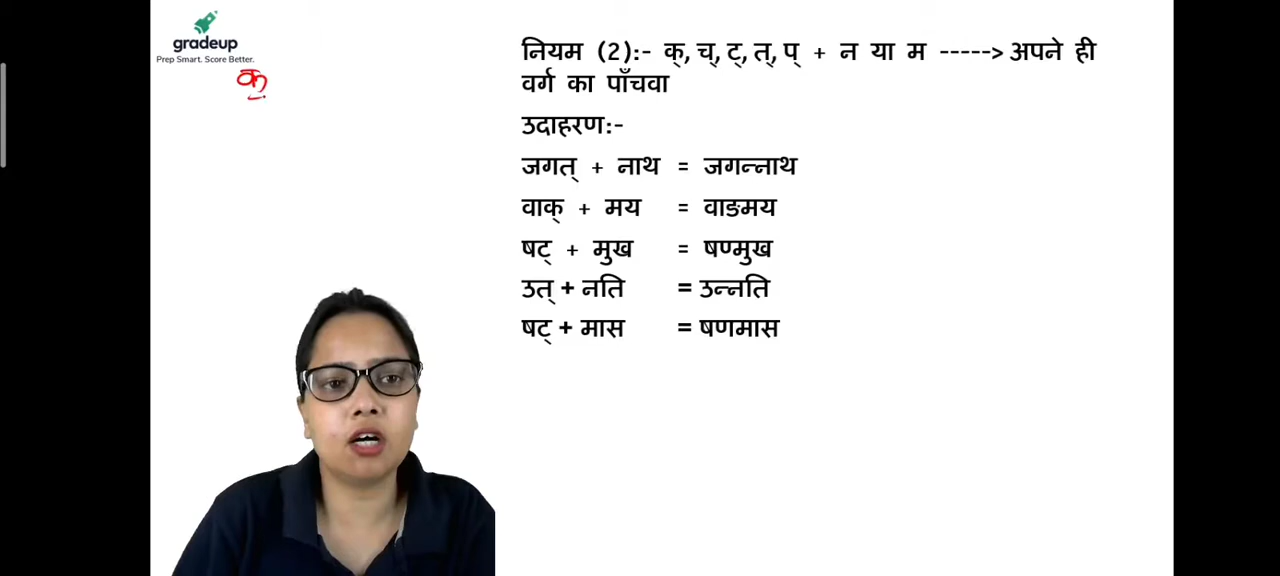 gradeup
Prep Smart. Score Better.
क
नियम (2):- क्, च्, ट्, त्, प् + न या म -----> अपने ही
वर्ग का पाँचवा
उदाहरण:-
जगत् + नाथ = जगन्नाथ
वाक् + मय = वाङमय
षट् + मुख = षण्मुख
उत् + नति = उन्नति
षट् + मास = षणमास